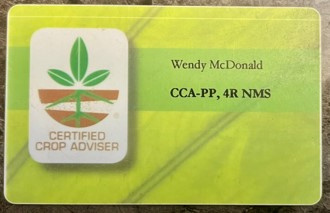 Wendy McDonald
CCA-PP, 4R NMS
CERTIFIED
CROP ADVISER